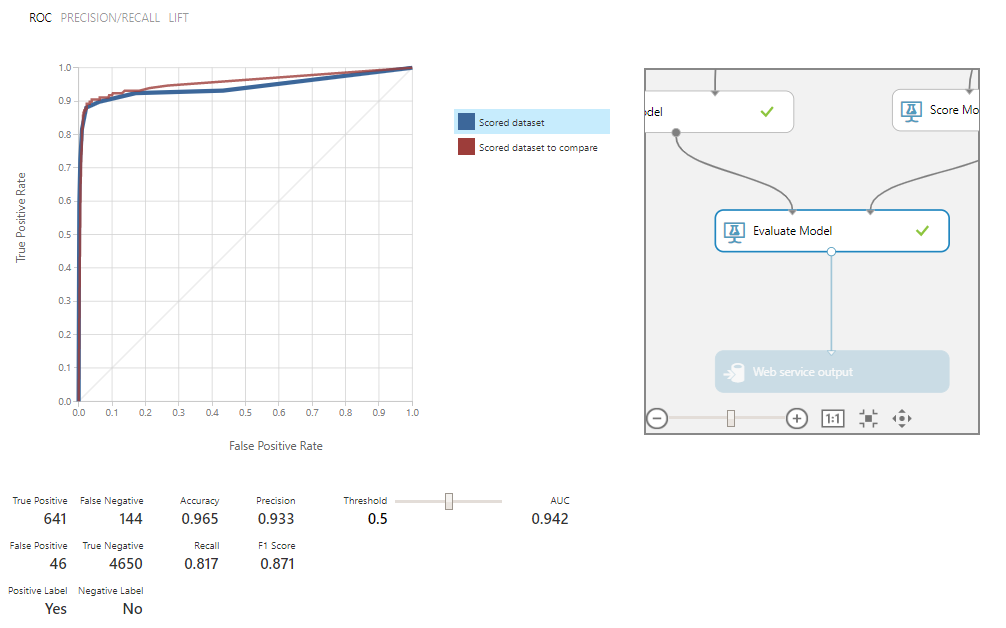 ROC PRECISION/RECALL LIFT
1.0
0.9
0.8
0.7
0.6
0.5
0.4
0.3
0.2
0.1
0.0
True Positive Rate
0.0 0.1 0.2 0.3 0.4 0.5 0.6 0.7 0.8 0.9 1.0
False Positive Rate
Scored dataset
Scored dataset to compare
odel
Score Mo
Evaluate Model
Web service output
1:1
True Positive False Negative Accuracy Precision Threshold AUC
641 144 0.965 0.933 0.5 0.942
False Positive True Negative Recall F1 Score
46 4650 0.817 0.871
Positive Label Negative Label
Yes No